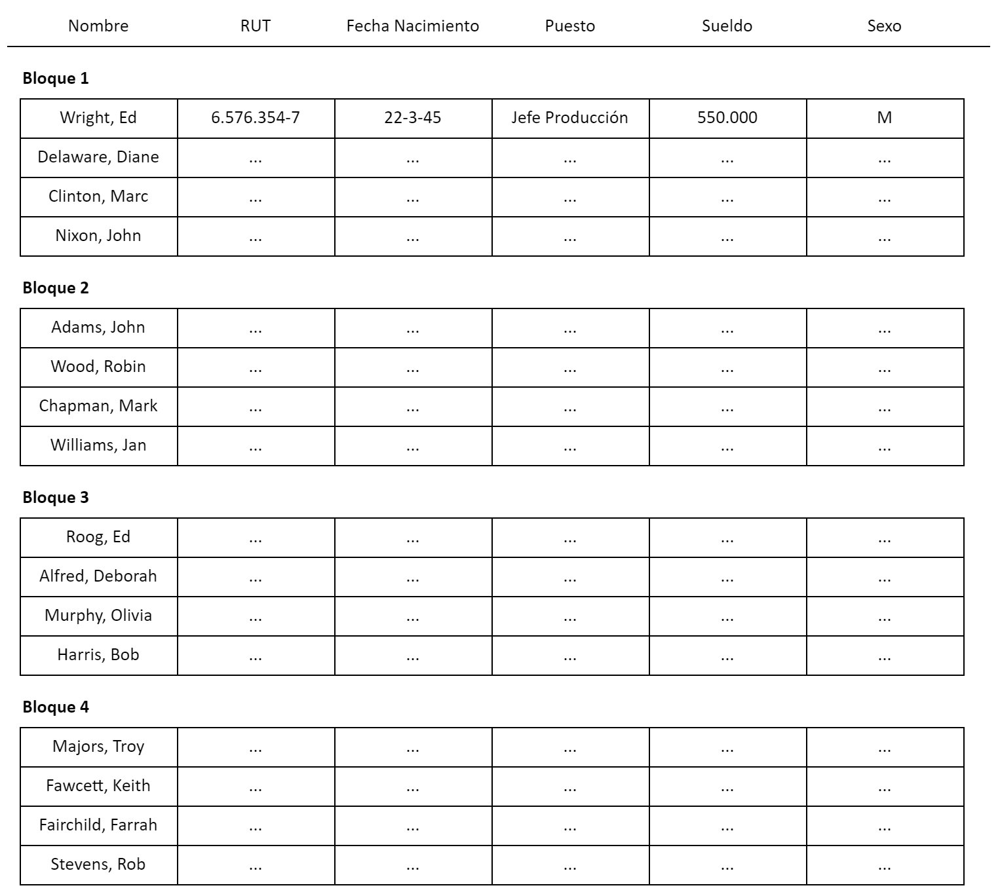 Nombre RUT Fecha Nacimiento Puesto Sueldo Sexo
Bloque 1
Wright, Ed 6.576.354-7 22-3-45 Jefe Producción 550.000 M
Delaware, Diane ... ... ... ... ...
Clinton, Marc ... ... ... ... ...
Nixon, John ... ... ... ... ...
Bloque 2
Adams, John ... ... ... ... ...
Wood, Robin ... ... ... ... ...
Chapman, Mark ... ... ... ... ...
Williams, Jan ... ... ... ... ...
Bloque 3
Roog, Ed ... ... ... ... ...
Alfred, Deborah ... ... ... ... ...
Murphy, Olivia ... ... ... ... ...
Harris, Bob ... ... ... ... ...
Bloque 4
Majors, Troy ... ... ... ... ...
Fawcett, Keith ... ... ... ... ...
Fairchild, Farrah ... ... ... ... ...
Stevens, Rob ... ... ... ... ...